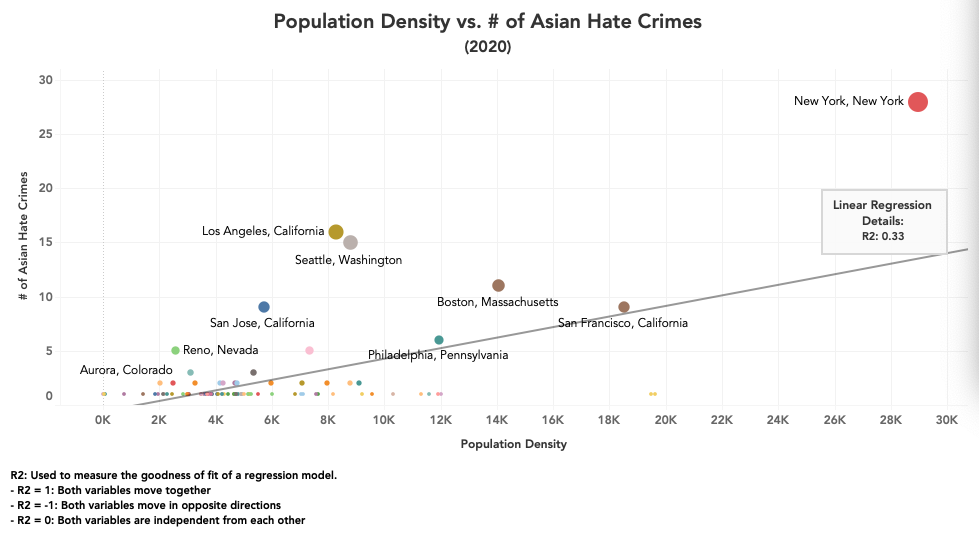 Population Density vs. # of Asian Hate Crimes
(2020)
30
25
20
15
10
5
0
# of Asian Hate Crimes
New York, New York
Los Angeles, California
Seattle, Washington
Boston, Massachusetts
San Jose, California
San Francisco, California
Reno, Nevada
Philadelphia, Pennsylvania
Aurora, Colorado
Linear Regression
Details:
R2: 0.33
0K 2K 4K 6K 8K 10K 12K 14K 16K 18K 20K 22K 24K 26K 28K 30K
Population Density
R2: Used to measure the goodness of fit of a regression model.
- R2 = 1: Both variables move together
- R2 = -1: Both variables move in opposite directions
- R2 = 0: Both variables are independent from each other